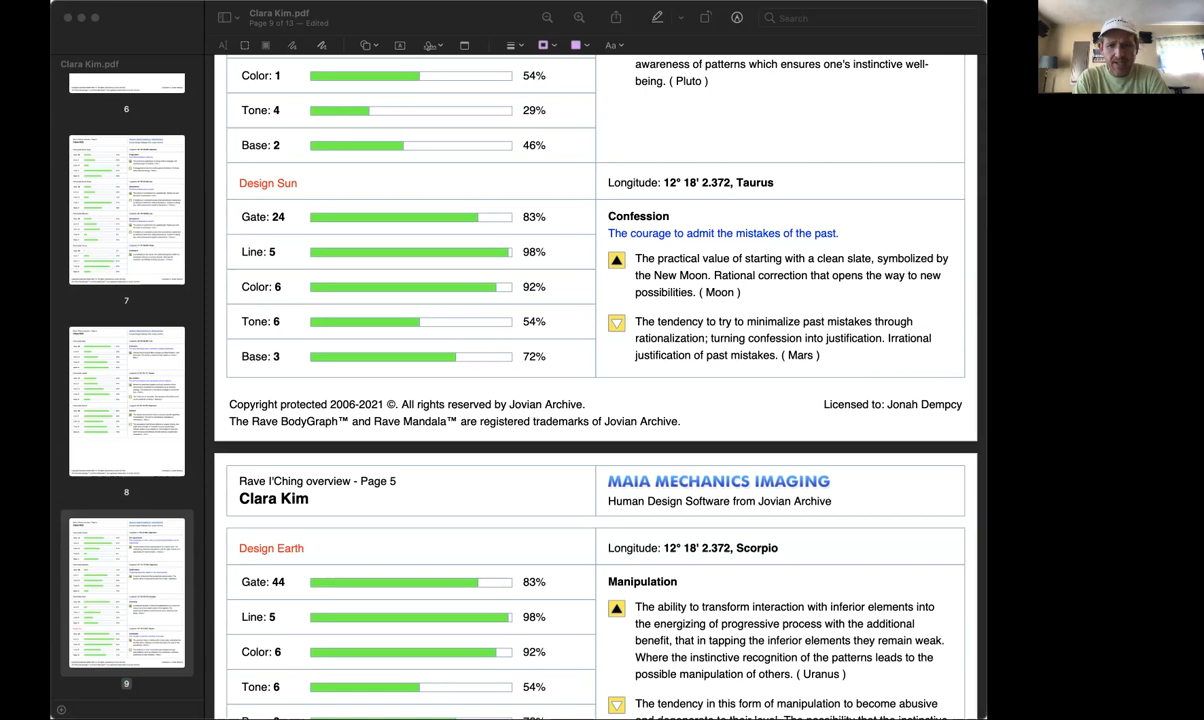 Clara Kim.pdf
Page 9 of 13 — Edited
Search
Aa
Clara Kim.pdf
6
7
8
9
Color: 1
54%
Tone: 4
29%
Base: 2
46%
awareness of patterns which ensures one's instinctive well-
being. ( Pluto )
Design Sun
Longitude: 12° 18' 2.372, Taurus
Gate: 24
83%
Line: 5
98%
Color: 6
92%
Tone: 6
54%
Base: 3
72%
Confession
The courage to admit the mistakes of the past.
The practical value of starting with a clean slate, symbolized by
the New Moon. Rational correction that opens the way to new
possibilities. ( Moon )
The tendency to try to minimalize past mistakes through
rationalization; turning confession into justification. Irrational
justification of past mistakes. ( Mars )
Copyright protected 2006-2021 ©. All rights reserved by Jovian Archive.
Licensed to: Jonah Dempcy
The Rave BodyGraph™ and Rave Mandala™ are registered trademarks of Jovian Archive.
Rave I'Ching overview - Page 5
Clara Kim
MAIA MECHANICS IMAGING
Human Design Software from Jovian Archive
Design Earth
Longitude: 12° 18' 2.372, Scorpio
Gate: 44
83%
Line: 5
98%
Color: 6
92%
Tone: 6
54%
Manipulation
The ability to transform interaction with inferior elements into
the energizing of progressive process with the additional
benefit, that in tapping the inferior elements they remain weak.
Where the instinctive recognition of the patterns leads to the
possible manipulation of others. ( Uranus )
The tendency in this form of manipulation to become abusive
and degenerate to their level. The possibility that the instinctive